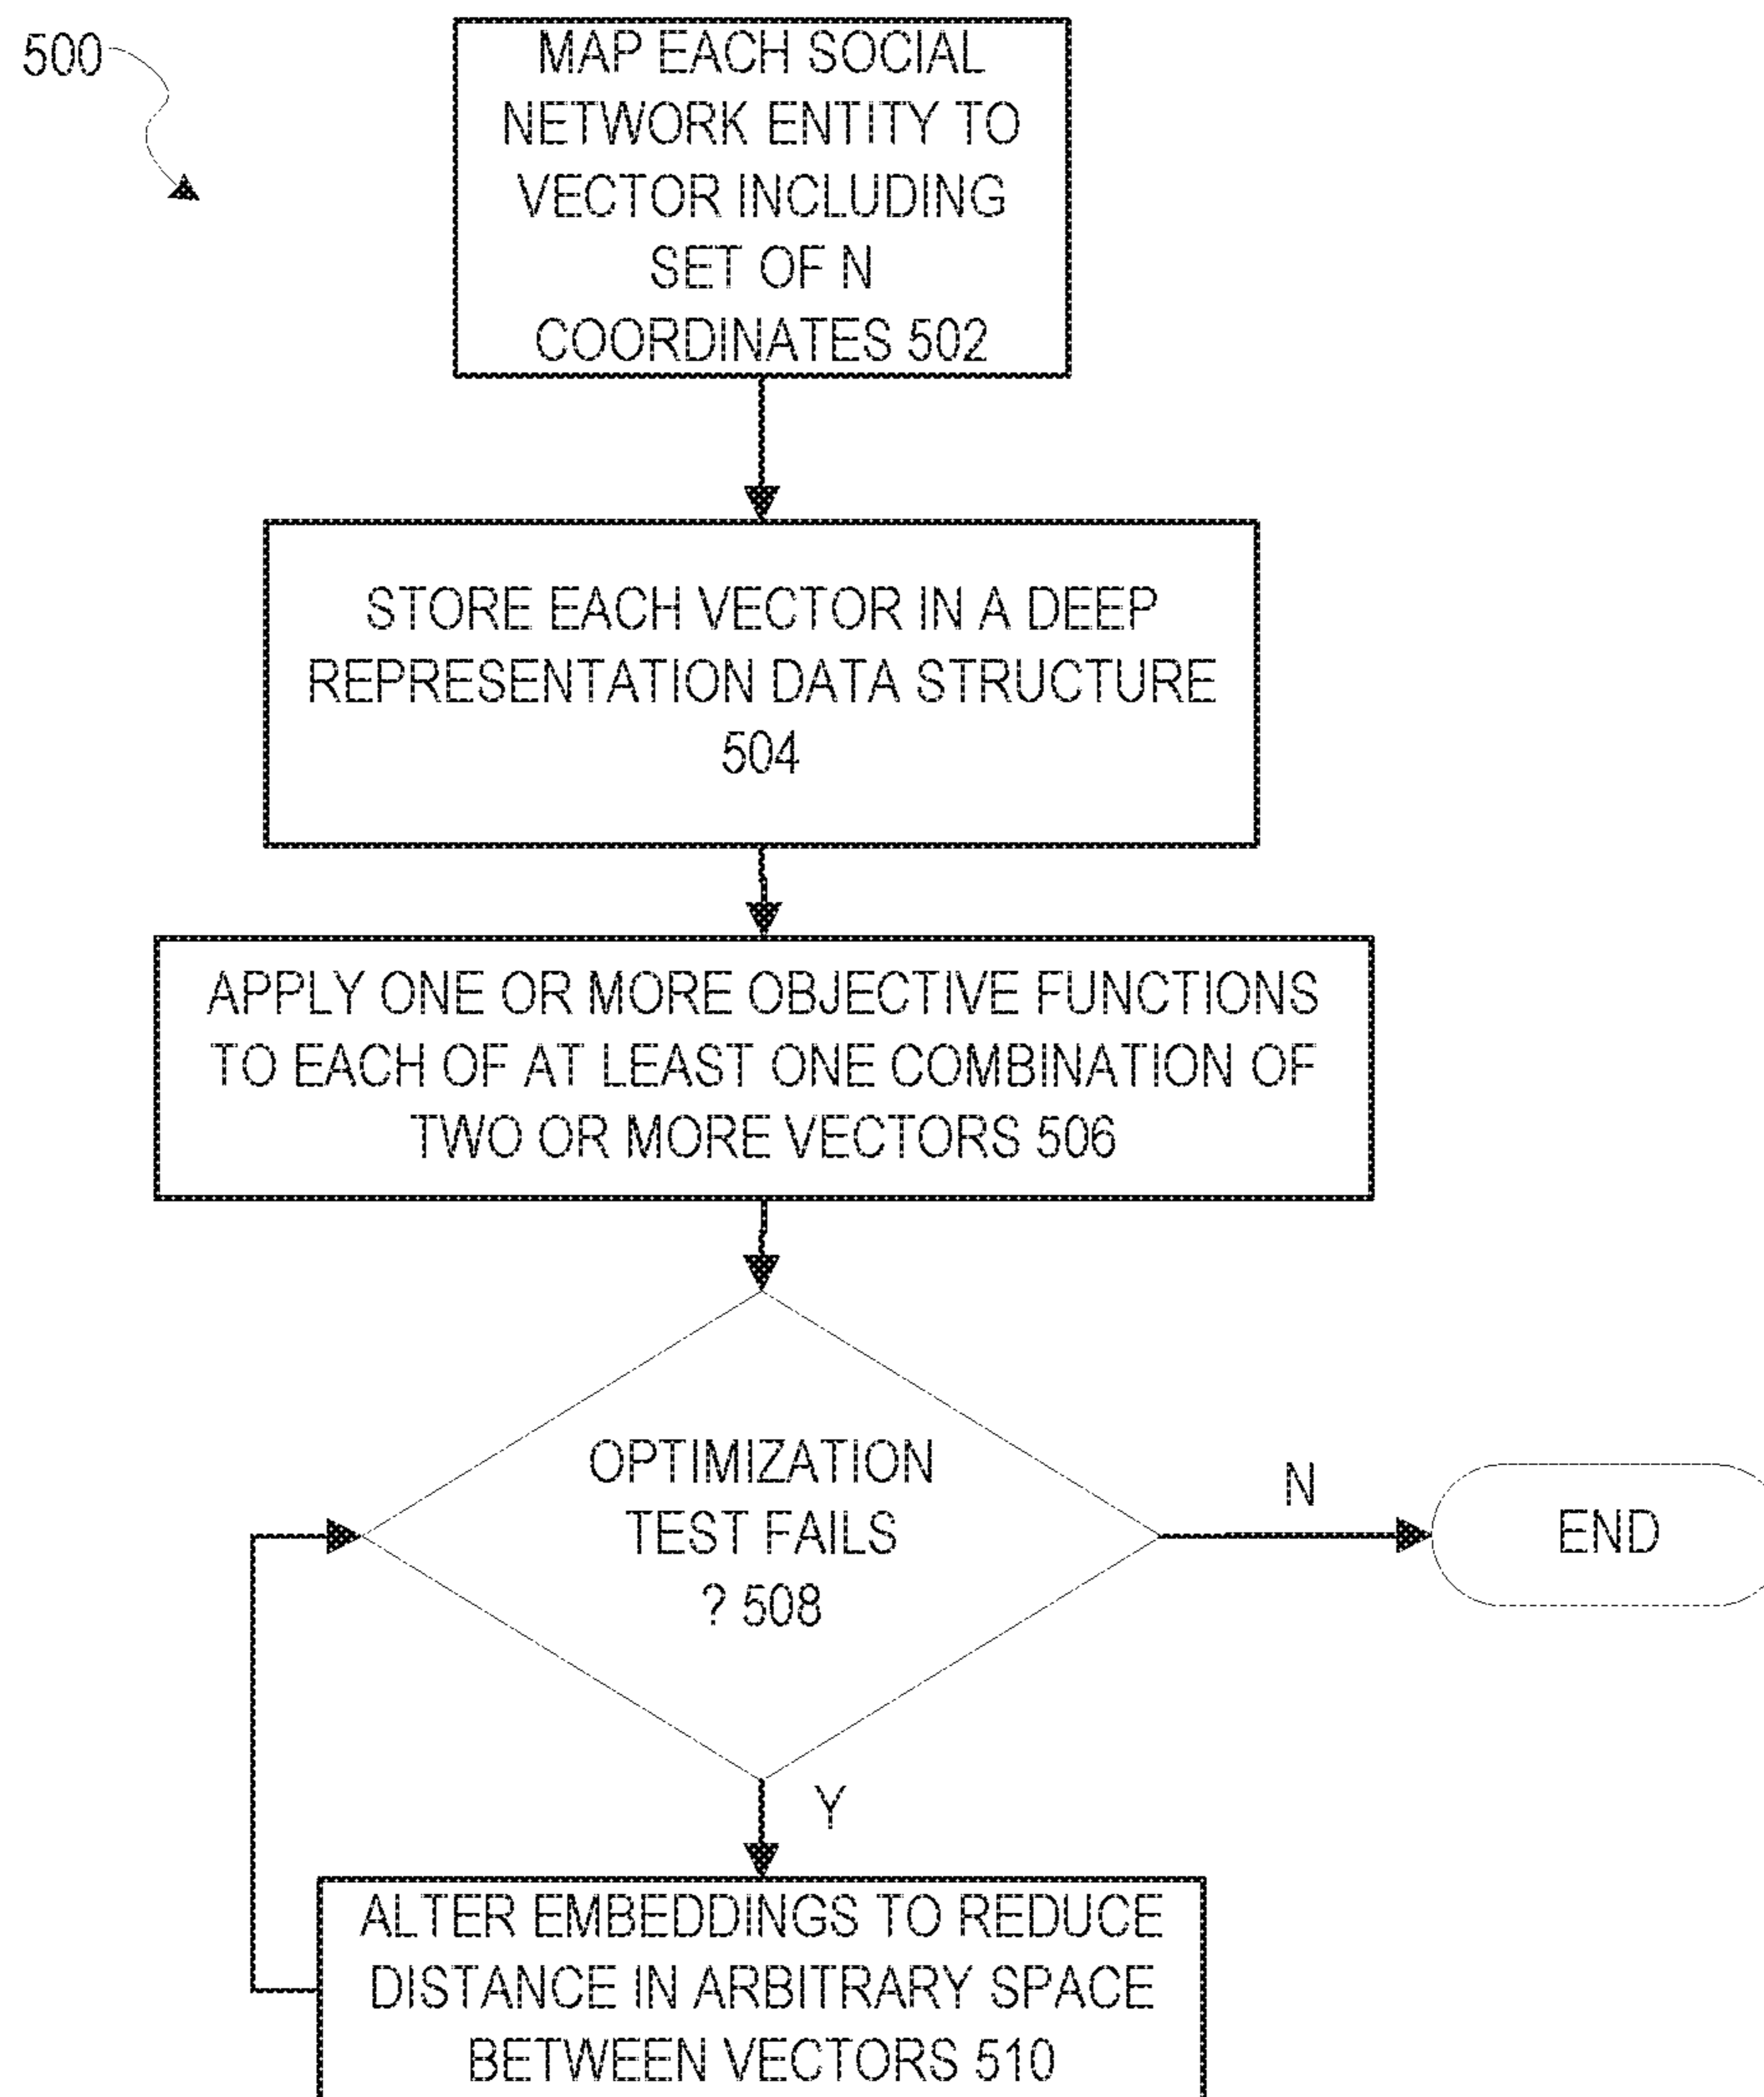 500
MAP EACH SOCIAL
NETWORK ENTITY TO
VECTOR INCLUDING
SET OF N
COORDINATES 502
STORE EACH VECTOR IN A DEEP
REPRESENTATION DATA STRUCTURE
504
APPLY ONE OR MORE OBJECTIVE FUNCTIONS
TO EACH OF AT LEAST ONE COMBINATION OF
TWO OR MORE VECTORS 506
OPTIMIZATION
TEST FAILS
? 508
N
END
Y
ALTER EMBEDDINGS TO REDUCE
DISTANCE IN ARBITRARY SPACE
BETWEEN VECTORS 510